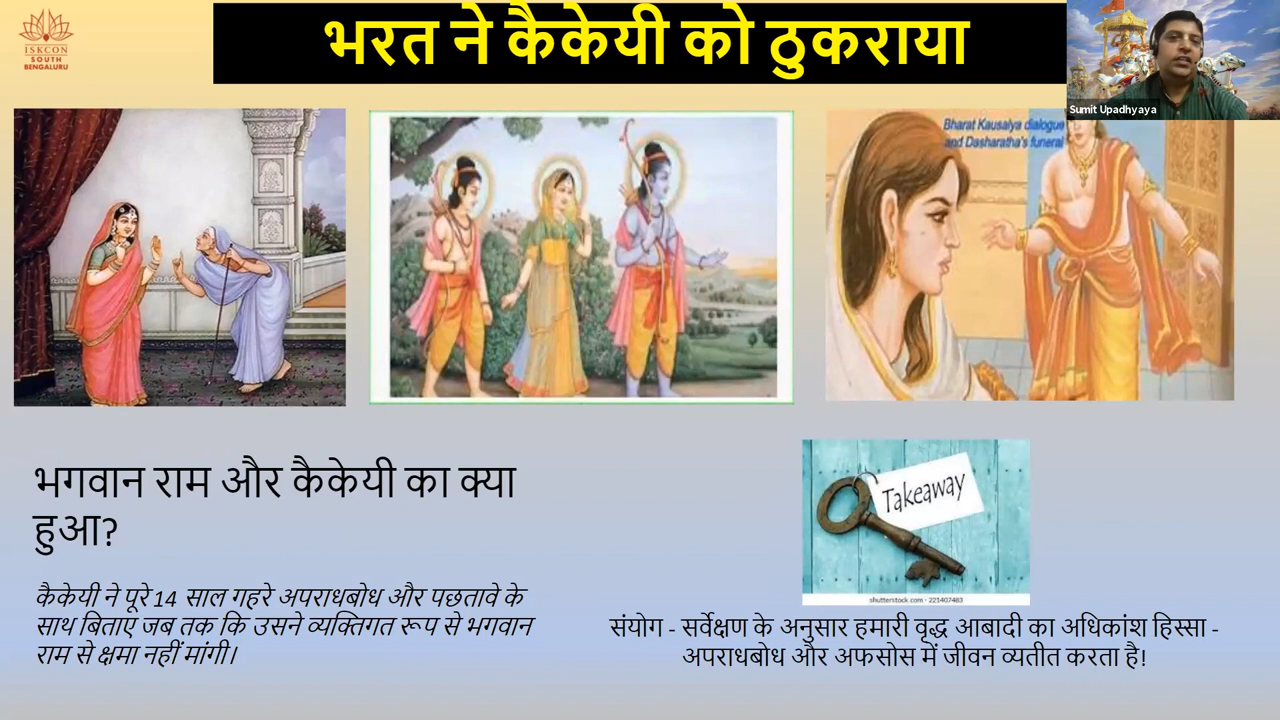 ISKCON
SOUTH
BENGALURU
भरत ने कैकेयी को ठुकराया
Sumit Upadhyaya
Bharat Kausalya dialogue
and Dasharatha's funeral
भगवान राम और कैकेयी का क्या
हुआ?
कैकेयी ने पूरे 14 साल गहरे अपराधबोध और पछतावे के
साथ बिताए जब तक कि उसने व्यक्तिगत रूप से भगवान
राम से क्षमा नहीं मांगी।
Takeaway
shutterstock.com · 221407483
संयोग - सर्वेक्षण के अनुसार हमारी वृद्ध आबादी का अधिकांश हिस्सा -
अपराधबोध और अफसोस में जीवन व्यतीत करता है!